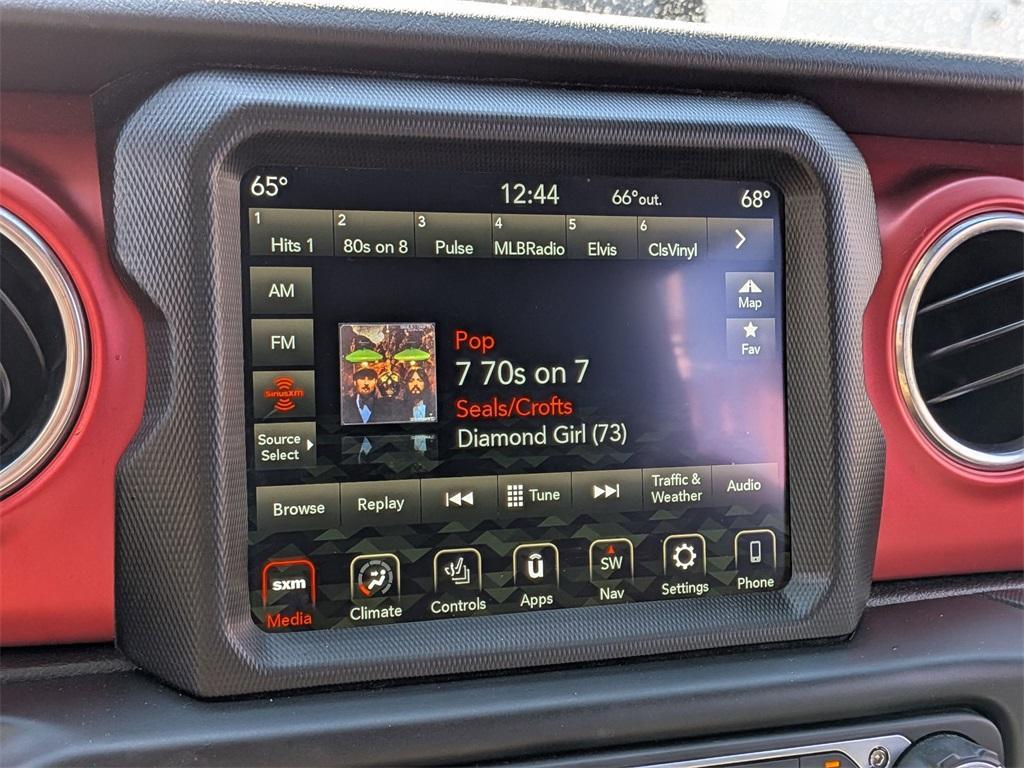 65° 12:44 66°out. 68°
1 Hits 1 2 80s on 8 3 Pulse 4 MLBRadio 5 Elvis 6 ClsVinyl
AM
Map
FM
Fav
SiriusXm
Source
Select
Pop
7 70s on 7
Seals/Crofts
Diamond Girl (73)
Browse Replay Tune Traffic &
Weather Audio
sxm
Media
Climate
Controls
û
Apps
SW
Nav
Settings
Phone